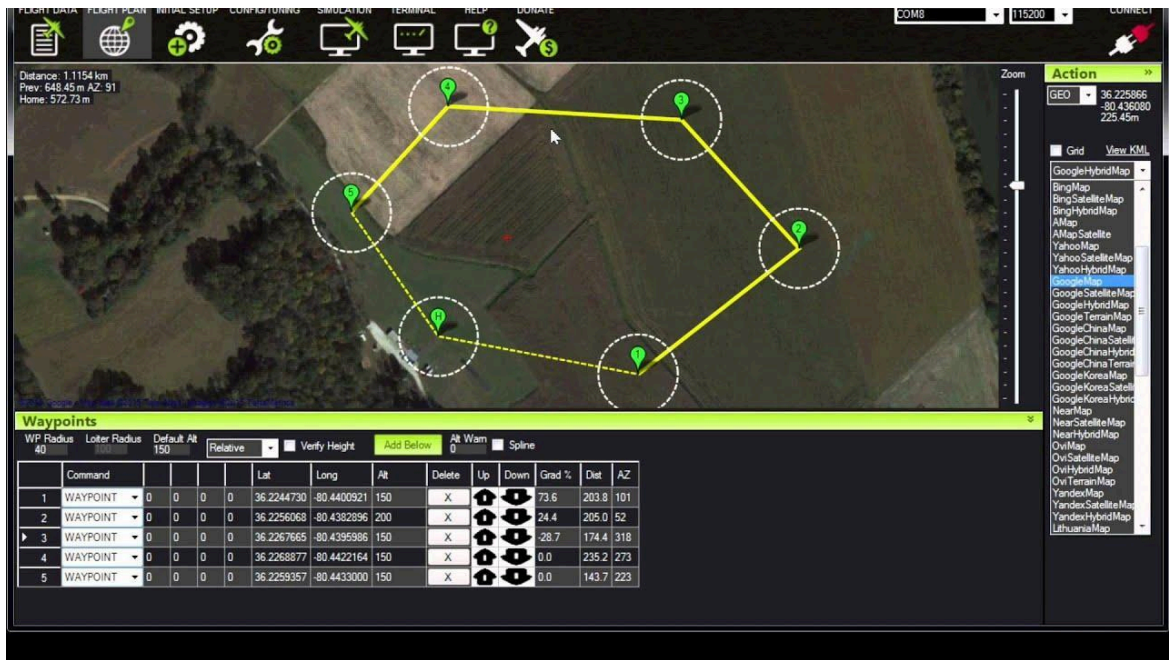 FLIGHT DATA FLIGHT PLAN INITIAL SETUP CONFIG/TUNING SIMULATION TERMINAL HELP DONATE
COM8 115200 CONNECT
Distance: 1.1154 km
Prev: 648.45 m AZ: 91
Home: 572.73 m
4
3
5
2
H
1
Zoom
Action »
GEO 36.225866
-80.436080
225.45m
Grid View KML
GoogleHybridMap
BingMap
BingSatelliteMap
BingHybridMap
AMap
AMapSatellite
YahooMap
YahooSatelliteMap
YahooHybridMap
GoogleMap
GoogleSatelliteMap
GoogleHybridMap
GoogleTerrainMap
GoogleChinaMap
GoogleChinaSatelli
GoogleChinaHybrid
GoogleChinaTerrain
GoogleKoreaMap
GoogleKoreaSatelli
GoogleKoreaHybric
NearMap
NearSatelliteMap
NearHybridMap
OviMap
OviSatelliteMap
OviHybridMap
OviTerrainMap
YandexMap
YandexSatelliteMap
YandexHybridMap
LithuaniaMap
Waypoints
WP Radius Loiter Radius Default Alt Alt Warn
40 100 150 Relative Verify Height Add Below 0 Spline
Command Lat Long Alt Delete Up Down Grad % Dist AZ
1 WAYPOINT 0 0 0 0 36.2244730 -80.4400921 150 X 73.6 203.8 101
2 WAYPOINT 0 0 0 0 36.2256068 -80.4382896 200 X 24.4 205.0 52
3 WAYPOINT 0 0 0 0 36.2267665 -80.4395986 150 X -28.7 174.4 318
4 WAYPOINT 0 0 0 0 36.2268877 -80.4422164 150 X 0.0 235.2 273
5 WAYPOINT 0 0 0 0 36.2259357 -80.4433000 150 X 0.0 143.7 223